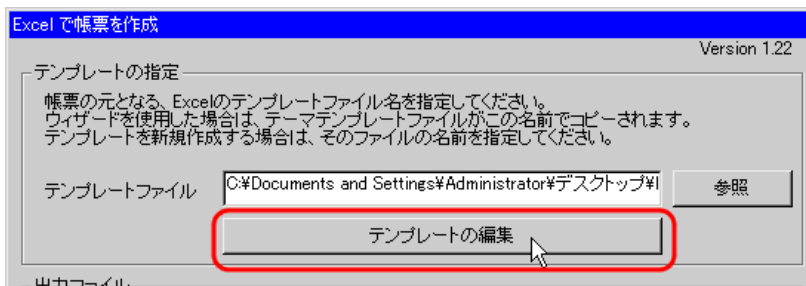 Excel で帳票を作成
Version 1.22
テンプレートの指定
帳票の元となる、Excelのテンプレートファイル名を指定してください。
ウィザードを使用した場合は、テーマテンプレートファイルがこの名前でコピーされます。
テンプレートを新規作成する場合は、そのファイルの名前を指定してください。
テンプレートファイル C:¥Documents and Settings¥Administrator¥デスクトップ¥I 参照
テンプレートの編集
出力ファイル